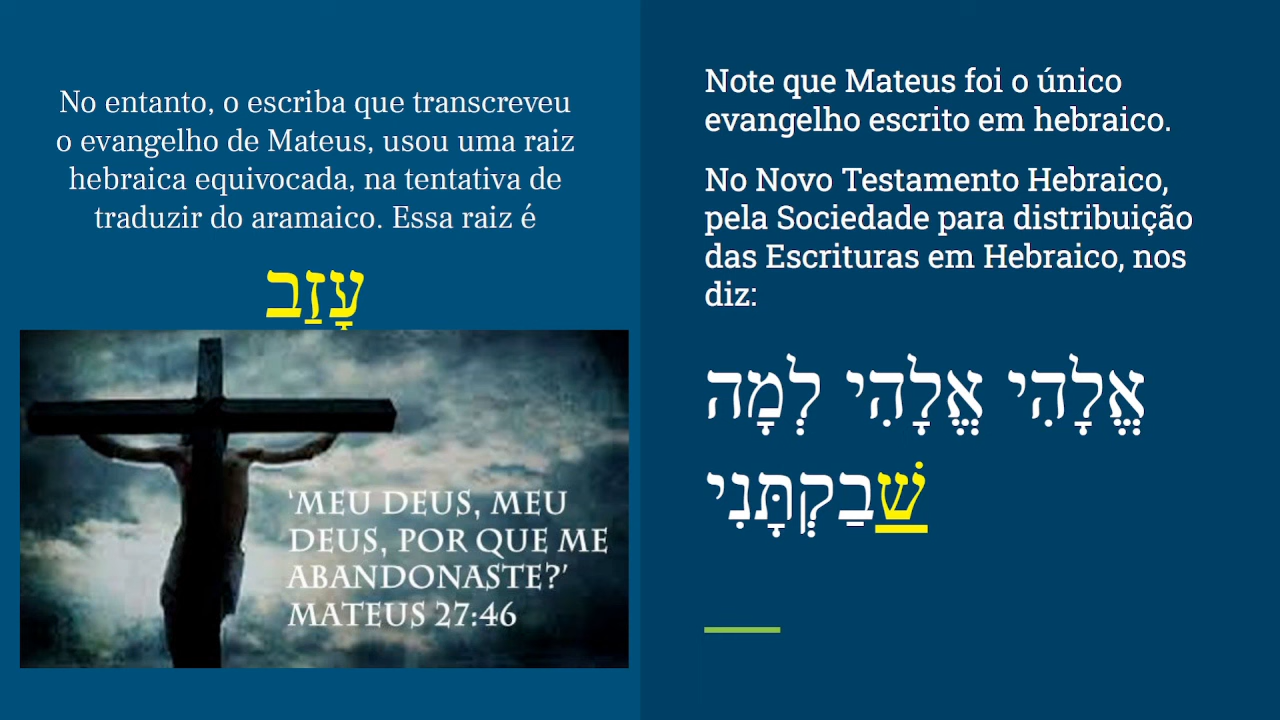 No entanto, o escriba que transcreveu
o evangelho de Mateus, usou uma raiz
hebraica equivocada, na tentativa de
traduzir do aramaico. Essa raiz é
עָזַב
'MEU DEUS, MEU
DEUS, POR QUE ME
ABANDONASTE?'
MATEUS 27:46
Note que Mateus foi o único
evangelho escrito em hebraico.
No Novo Testamento Hebraico,
pela Sociedade para distribuição
das Escrituras em Hebraico, nos
diz:
אֱלָהִי אֱלָהִי לְמָה
שְׁבַקְתָּנִי